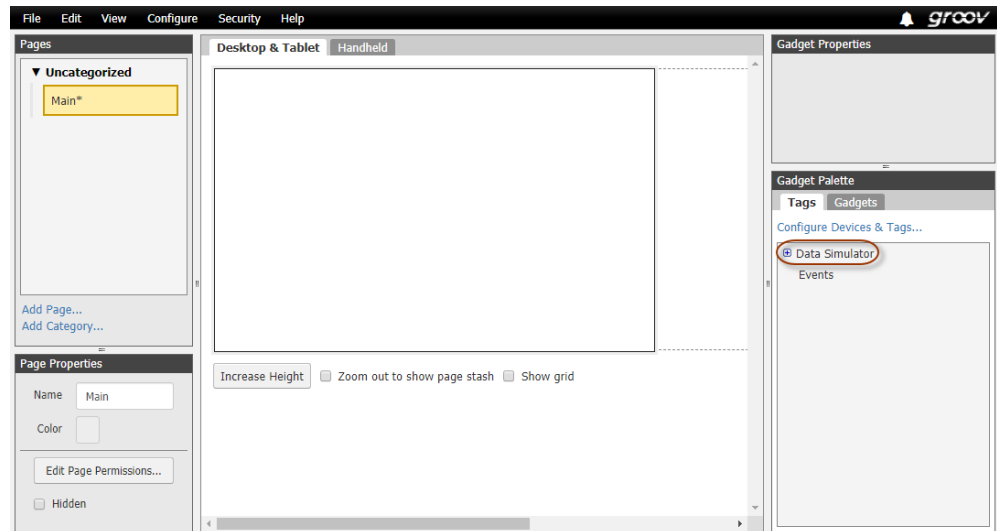 File Edit View Configure Security Help groov
Pages
▼ Uncategorized
Main*
Add Page...
Add Category...
Page Properties
Name Main
Color
Edit Page Permissions...
Hidden
Desktop & Tablet Handheld
Increase Height Zoom out to show page stash Show grid
Gadget Properties
Gadget Palette
Tags Gadgets
Configure Devices & Tags...
Data Simulator
Events